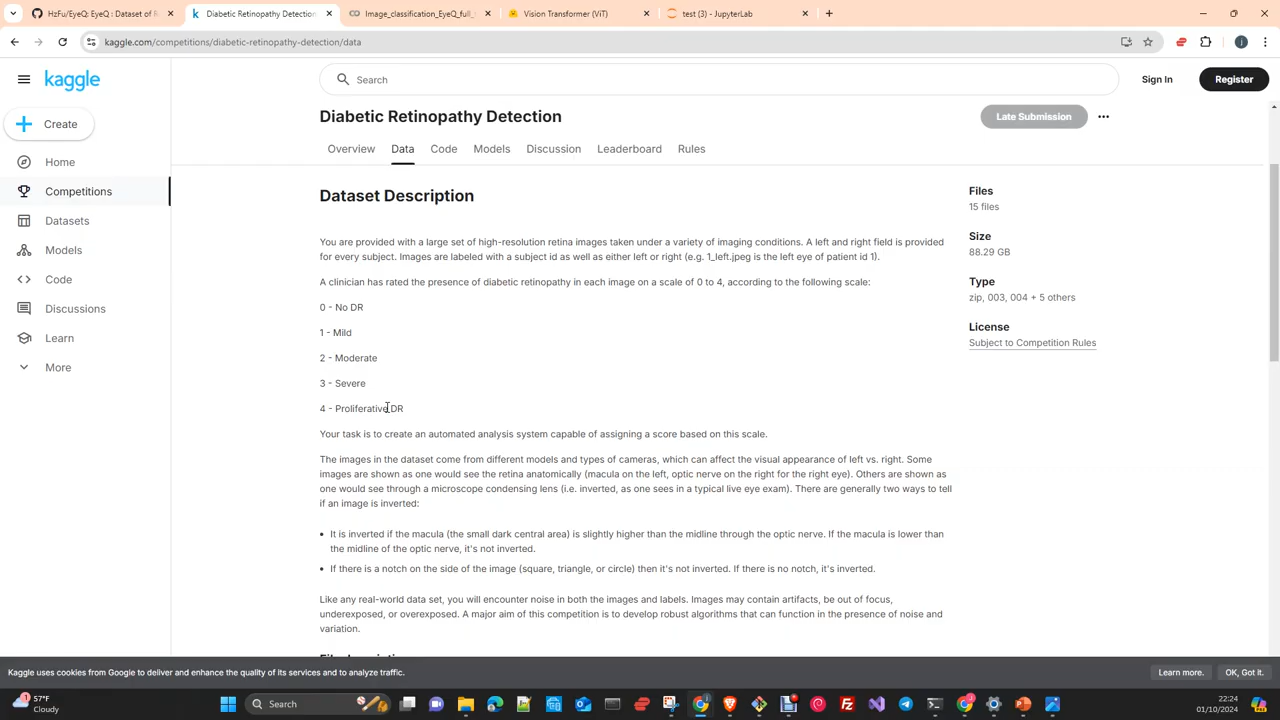 HzFu/EyeQ: EyeQ : Dataset of R
Diabetic Retinopathy Detection
Image_classification_EyeQ_full_
Vision Transformer (ViT)
test (3) - JupyterLab
kaggle.com/competitions/diabetic-retinopathy-detection/data
kaggle
Search
Sign In
Register
Create
Home
Competitions
Datasets
Models
Code
Discussions
Learn
More
Diabetic Retinopathy Detection
Late Submission
Overview Data Code Models Discussion Leaderboard Rules
Dataset Description
You are provided with a large set of high-resolution retina images taken under a variety of imaging conditions. A left and right field is provided
for every subject. Images are labeled with a subject id as well as either left or right (e.g. 1_left.jpeg is the left eye of patient id 1).
A clinician has rated the presence of diabetic retinopathy in each image on a scale of 0 to 4, according to the following scale:
0 - No DR
1 - Mild
2 - Moderate
3 - Severe
4 - Proliferative DR
Your task is to create an automated analysis system capable of assigning a score based on this scale.
The images in the dataset come from different models and types of cameras, which can affect the visual appearance of left vs. right. Some
images are shown as one would see the retina anatomically (macula on the left, optic nerve on the right for the right eye). Others are shown as
one would see through a microscope condensing lens (i.e. inverted, as one sees in a typical live eye exam). There are generally two ways to tell
if an image is inverted:
• It is inverted if the macula (the small dark central area) is slightly higher than the midline through the optic nerve. If the macula is lower than
the midline of the optic nerve, it's not inverted.
• If there is a notch on the side of the image (square, triangle, or circle) then it's not inverted. If there is no notch, it's inverted.
Like any real-world data set, you will encounter noise in both the images and labels. Images may contain artifacts, be out of focus,
underexposed, or overexposed. A major aim of this competition is to develop robust algorithms that can function in the presence of noise and
variation.
Files
15 files
Size
88.29 GB
Type
zip, 003, 004 + 5 others
License
Subject to Competition Rules
Kaggle uses cookies from Google to deliver and enhance the quality of its services and to analyze traffic.
Learn more.
OK, Got it.
57°F
Cloudy
Search
22:24
01/10/2024